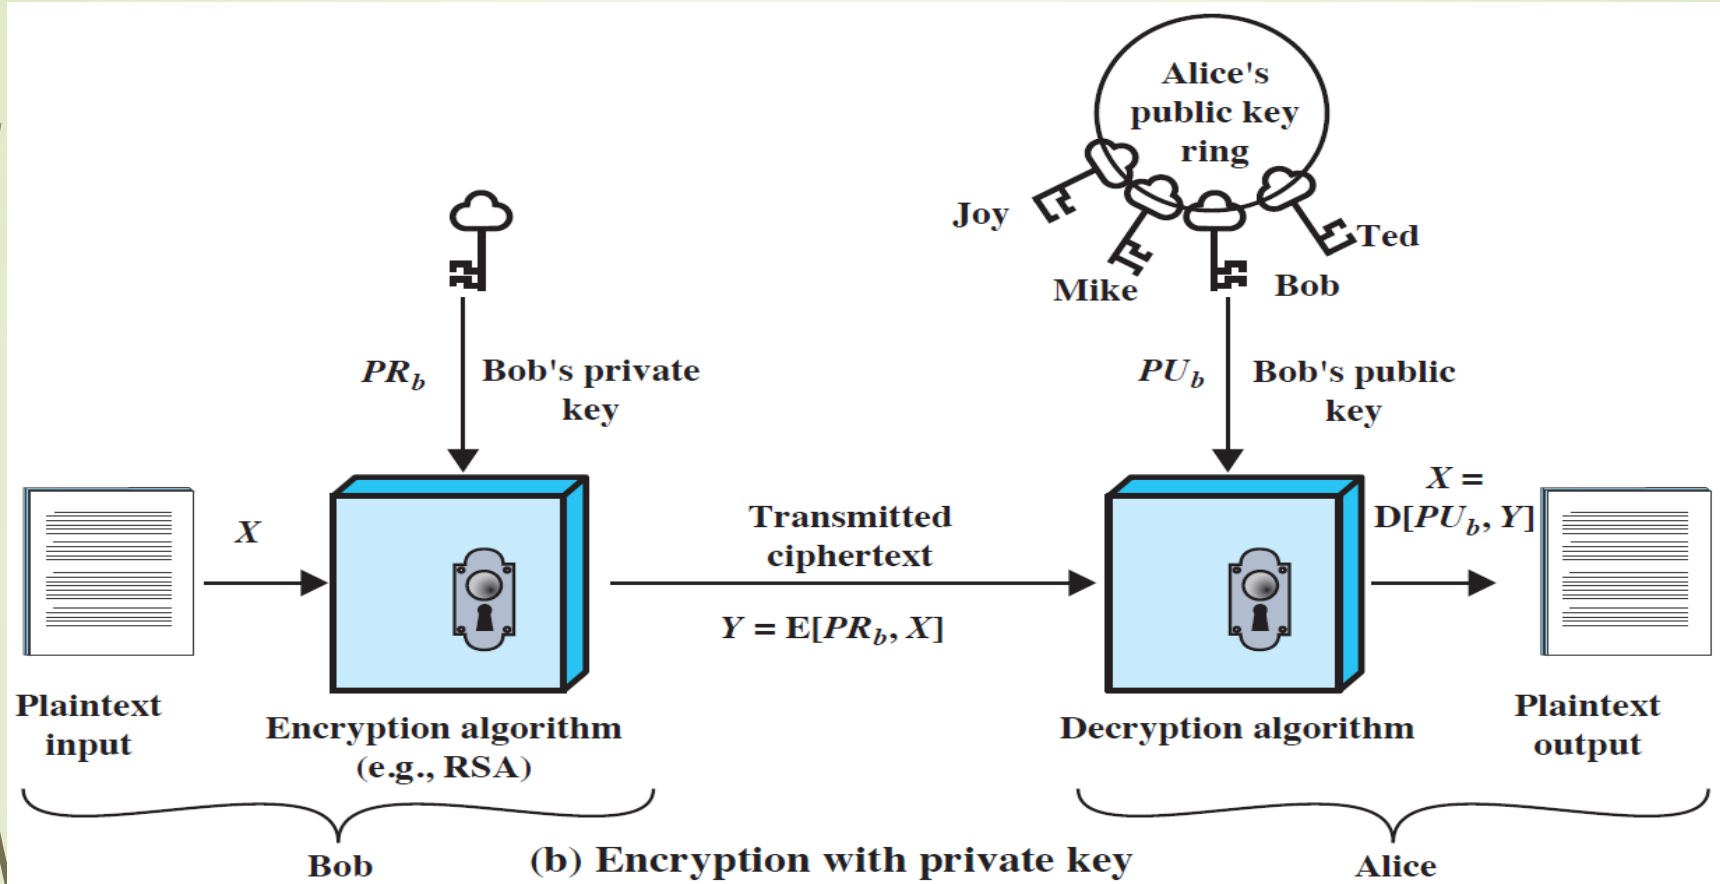 Alice's
public key
ring
Joy
Mike
Bob
Ted
PR_b
Bob's private
key
PU_b
Bob's public
key
X
Transmitted
ciphertext
Y = E[PR_b, X]
X =
D[PU_b, Y]
Plaintext
input
Encryption algorithm
(e.g., RSA)
Decryption algorithm
Plaintext
output
Bob
(b) Encryption with private key
Alice